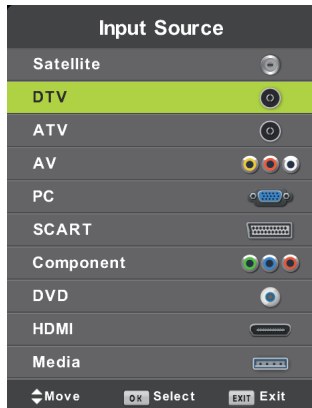 Input Source
Satellite
DTV
ATV
AV
PC
SCART
Component
DVD
HDMI
Media
Move OK Select EXIT Exit